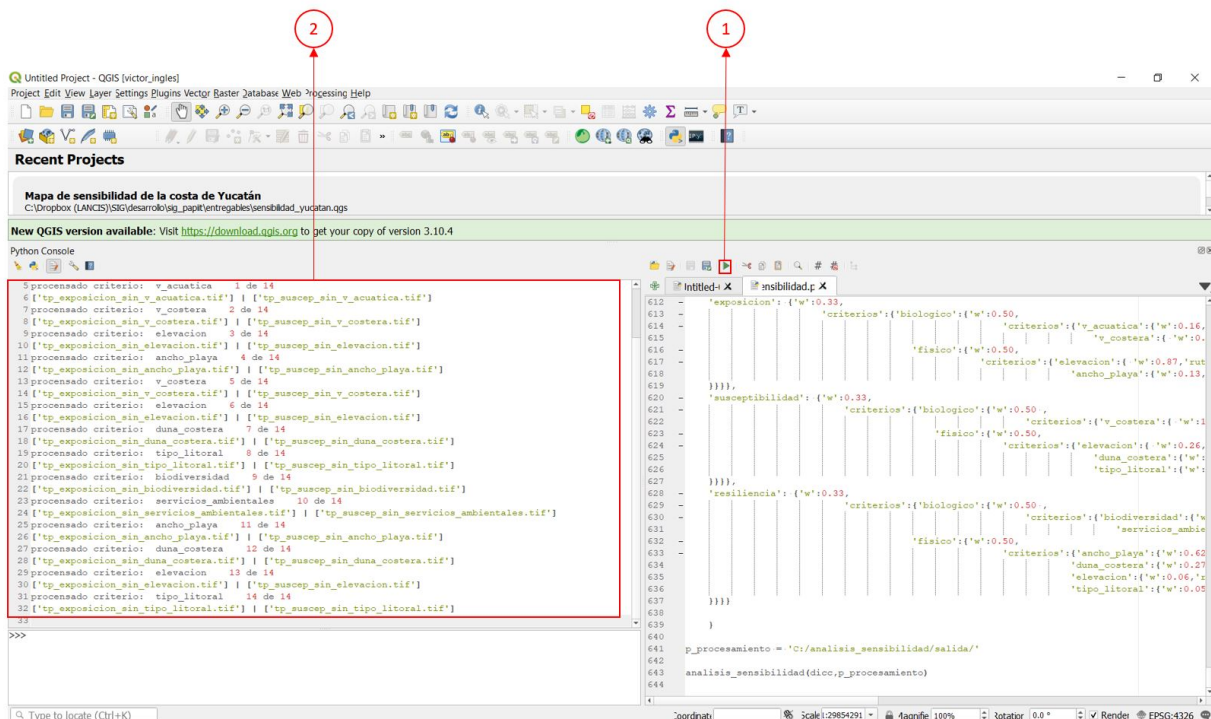 2
1
Untitled Project - QGIS [victor_ingles]
Project Edit View Layer Settings Plugins Vector Raster Database Web Processing Help
Recent Projects
Mapa de sensibilidad de la costa de Yucatán
C:\Dropbox (LANCIS)\SIG\desarrollo\sig_papiit\entregables\sensibilidad_yucatan.qgs
New QGIS version available: Visit https://download.qgis.org to get your copy of version 3.10.4
Python Console
5 procensado criterio: v_acuatica 1 de 14
6 ['tp_exposicion_sin_v_acuatica.tif'] | ['tp_suscep_sin_v_acuatica.tif']
7 procensado criterio: v_costera 2 de 14
8 ['tp_exposicion_sin_v_costera.tif'] | ['tp_suscep_sin_v_costera.tif']
9 procensado criterio: elevacion 3 de 14
10 ['tp_exposicion_sin_elevacion.tif'] | ['tp_suscep_sin_elevacion.tif']
11 procensado criterio: ancho_playa 4 de 14
12 ['tp_exposicion_sin_ancho_playa.tif'] | ['tp_suscep_sin_ancho_playa.tif']
13 procensado criterio: v_costera 5 de 14
14 ['tp_exposicion_sin_v_costera.tif'] | ['tp_suscep_sin_v_costera.tif']
15 procensado criterio: elevacion 6 de 14
16 ['tp_exposicion_sin_elevacion.tif'] | ['tp_suscep_sin_elevacion.tif']
17 procensado criterio: duna_costera 7 de 14
18 ['tp_exposicion_sin_duna_costera.tif'] | ['tp_suscep_sin_duna_costera.tif']
19 procensado criterio: tipo_litoral 8 de 14
20 ['tp_exposicion_sin_tipo_litoral.tif'] | ['tp_suscep_sin_tipo_litoral.tif']
21 procensado criterio: biodiversidad 9 de 14
22 ['tp_exposicion_sin_biodiversidad.tif'] | ['tp_suscep_sin_biodiversidad.tif']
23 procensado criterio: servicios_ambientales 10 de 14
24 ['tp_exposicion_sin_servicios_ambientales.tif'] | ['tp_suscep_sin_servicios_ambientales.tif']
25 procensado criterio: ancho_playa 11 de 14
26 ['tp_exposicion_sin_ancho_playa.tif'] | ['tp_suscep_sin_ancho_playa.tif']
27 procensado criterio: duna_costera 12 de 14
28 ['tp_exposicion_sin_duna_costera.tif'] | ['tp_suscep_sin_duna_costera.tif']
29 procensado criterio: elevacion 13 de 14
30 ['tp_exposicion_sin_elevacion.tif'] | ['tp_suscep_sin_elevacion.tif']
31 procensado criterio: tipo_litoral 14 de 14
32 ['tp_exposicion_sin_tipo_litoral.tif'] | ['tp_suscep_sin_tipo_litoral.tif']
33
>>>
Intitled-( ensibilidad.p
612 'exposicion': {'w':0.33,
613 'criterios':{'biologico':{'w':0.50,
614 'criterios':{'v_acuatica':{'w':0.16,
615 'v_costera':{ 'w':0.
616 'fisico':{'w':0.50,
617 'criterios':{'elevacion':{ 'w':0.87,'rut
618 'ancho_playa':{'w':0.13,
619 }}}},
620 'susceptibilidad': {'w':0.33,
621 'criterios':{'biologico':{'w':0.50 ,
622 'criterios':{'v_costera':{ 'w':1
623 'fisico':{'w':0.50,
624 'criterios':{'elevacion':{ 'w':0.26,
625 'duna_costera':{'w':
626 'tipo_litoral':{'w':
627 }}}},
628 'resiliencia': {'w':0.33,
629 'criterios':{'biologico':{'w':0.50 ,
630 'criterios':{'biodiversidad':{'w
631 'servicios_ambie
632 'fisico':{'w':0.50,
633 'criterios':{'ancho_playa':{'w':0.62
634 'duna_costera':{'w':0.27
635 'elevacion':{'w':0.06,'r
636 'tipo_litoral':{'w':0.05
637 }}}}
638
639 }
640
641 p_procesamiento = 'C:/analisis_sensibilidad/salida/'
642
643 analisis_sensibilidad(dicc,p_procesamiento)
644
Type to locate (Ctrl+K) Coordinate Scale 1:29854291 Magnifie 100% Rotation 0.0 ° Render EPSG:4326